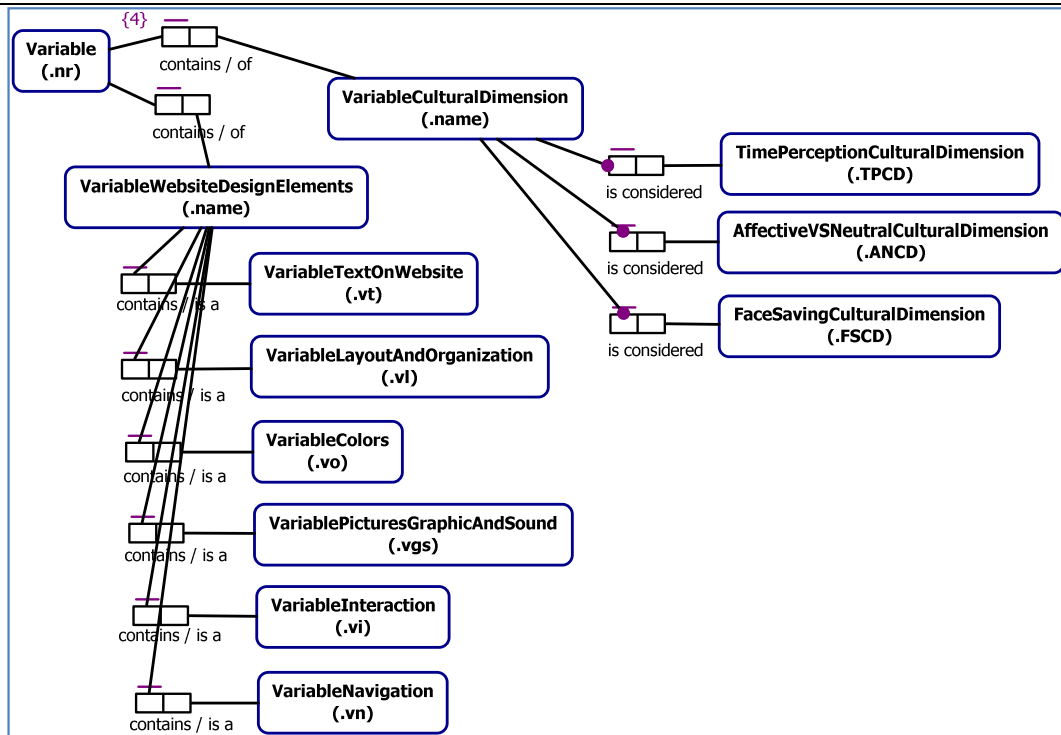 {4}
Variable
(.nr)
contains / of
contains / of
VariableCulturalDimension
(.name)
TimePerceptionCulturalDimension
(.TPCD)
is considered
VariableWebsiteDesignElements
(.name)
AffectiveVSNeutralCulturalDimension
(.ANCD)
is considered
VariableTextOnWebsite
(.vt)
contains / is a
FaceSavingCulturalDimension
(.FSCD)
is considered
VariableLayoutAndOrganization
(.vl)
contains / is a
VariableColors
(.vo)
contains / is a
VariablePicturesGraphicAndSound
(.vgs)
contains / is a
VariableInteraction
(.vi)
contains / is a
VariableNavigation
(.vn)
contains / is a